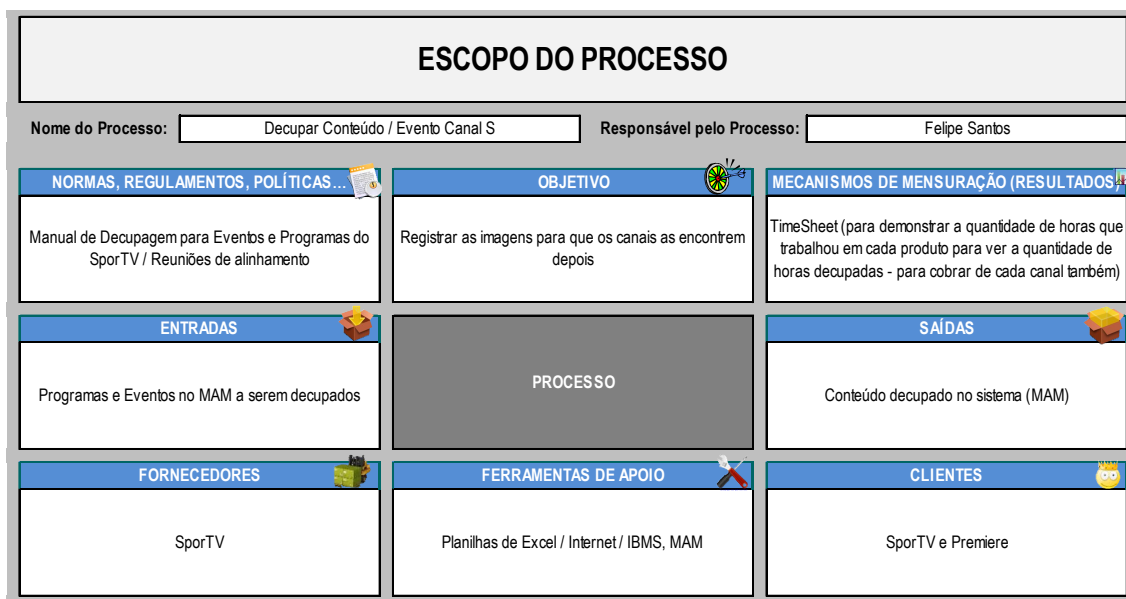 ESCOPO DO PROCESSO
Nome do Processo: Decupar Conteúdo / Evento Canal S Responsável pelo Processo: Felipe Santos
NORMAS, REGULAMENTOS, POLÍTICAS...
Manual de Decupagem para Eventos e Programas do
SporTV / Reuniões de alinhamento
OBJETIVO
Registrar as imagens para que os canais as encontrem
depois
MECANISMOS DE MENSURAÇÃO (RESULTADOS)
TimeSheet (para demonstrar a quantidade de horas que
trabalhou em cada produto para ver a quantidade de
horas decupadas - para cobrar de cada canal também)
ENTRADAS
Programas e Eventos no MAM a serem decupados
PROCESSO
SAÍDAS
Conteúdo decupado no sistema (MAM)
FORNECEDORES
SporTV
FERRAMENTAS DE APOIO
Planilhas de Excel / Internet / IBMS, MAM
CLIENTES
SporTV e Premiere